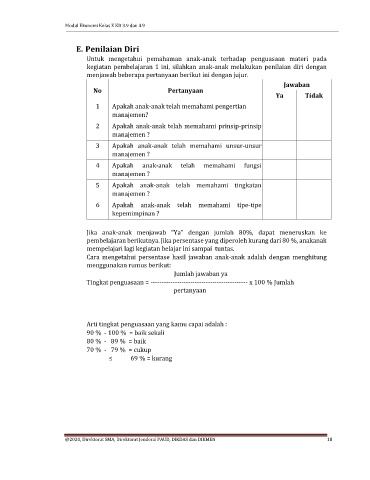 Modul Ekonomi Kelas X KD 3.9 dan 4.9
E. Penilaian Diri
Untuk mengetahui pemahaman anak-anak terhadap penguasaan materi pada
kegiatan pembelajaran 1 ini, silahkan anak-anak melakukan penilaian diri dengan
menjawab beberapa pertanyaan berikut ini dengan jujur.
No Pertanyaan Jawaban
Ya Tidak
1 Apakah anak-anak telah memahami pengertian
manajemen?
2 Apakah anak-anak telah memahami prinsip-prinsip
manajemen ?
3 Apakah anak-anak telah memahami unsur-unsur
manajemen ?
4 Apakah anak-anak telah memahami fungsi
manajemen ?
5 Apakah anak-anak telah memahami tingkatan
manajemen ?
6 Apakah anak-anak telah memahami tipe-tipe
kepemimpinan ?
Jika anak-anak menjawab "Ya" dengan jumlah 80%, dapat meneruskan ke
pembelajaran berikutnya. Jika persentase yang diperoleh kurang dari 80 %, anakanak
mempelajari lagi kegiatan belajar ini sampai tuntas.
Cara mengetahui persentase hasil jawaban anak-anak adalah dengan menghitung
menggunakan rumus berikut:
Jumlah jawaban ya
Tingkat penguasaan = ------------------------------------------ x 100 % Jumlah
pertanyaan
Arti tingkat penguasaan yang kamu capai adalah :
90 % - 100 % = baik sekali
80 % - 89 % = baik
70 % - 79 % = cukup
≤ 69 % = kurang
@2020, Direktorat SMA, Direktorat Jenderal PAUD, DIKDAS dan DIKMEN 18